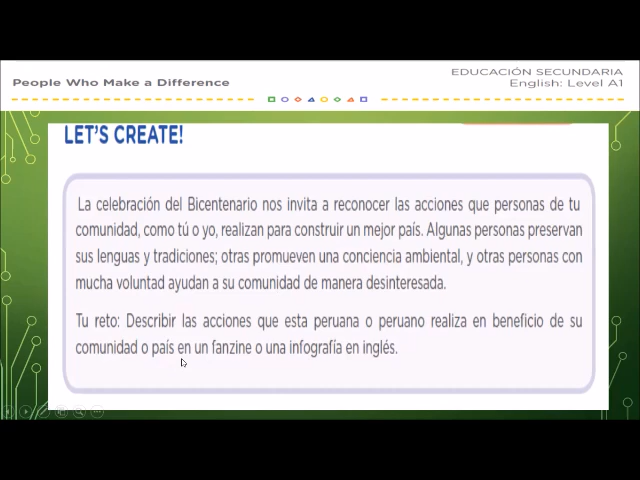 People Who Make a Difference
EDUCACIÓN SECUNDARIA
English: Level A1
LET'S CREATE!
La celebración del Bicentenario nos invita a reconocer las acciones que personas de tu
comunidad, como tú o yo, realizan para construir un mejor país. Algunas personas preservan
sus lenguas y tradiciones; otras promueven una conciencia ambiental, y otras personas con
mucha voluntad ayudan a su comunidad de manera desinteresada.
Tu reto: Describir las acciones que esta peruana o peruano realiza en beneficio de su
comunidad o país en un fanzine o una infografía en inglés.